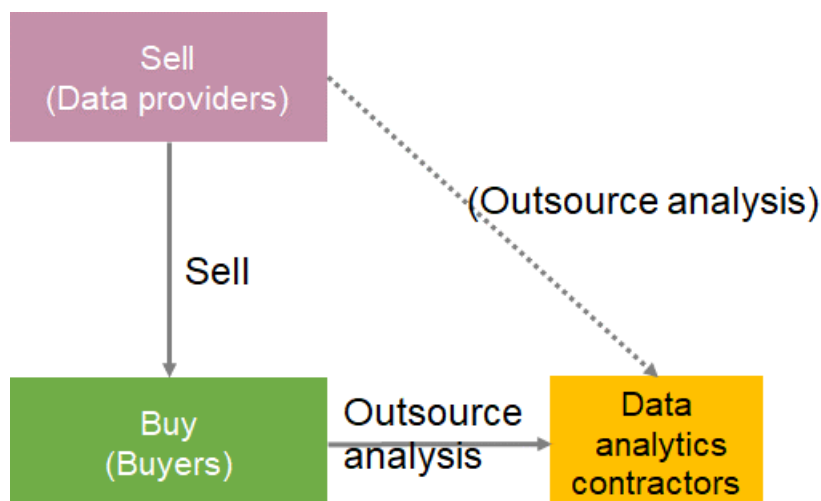 Sell
(Data providers)
(Outsource analysis)
Sell
Buy
(Buyers)
Outsource
analysis
Data
analytics
contractors